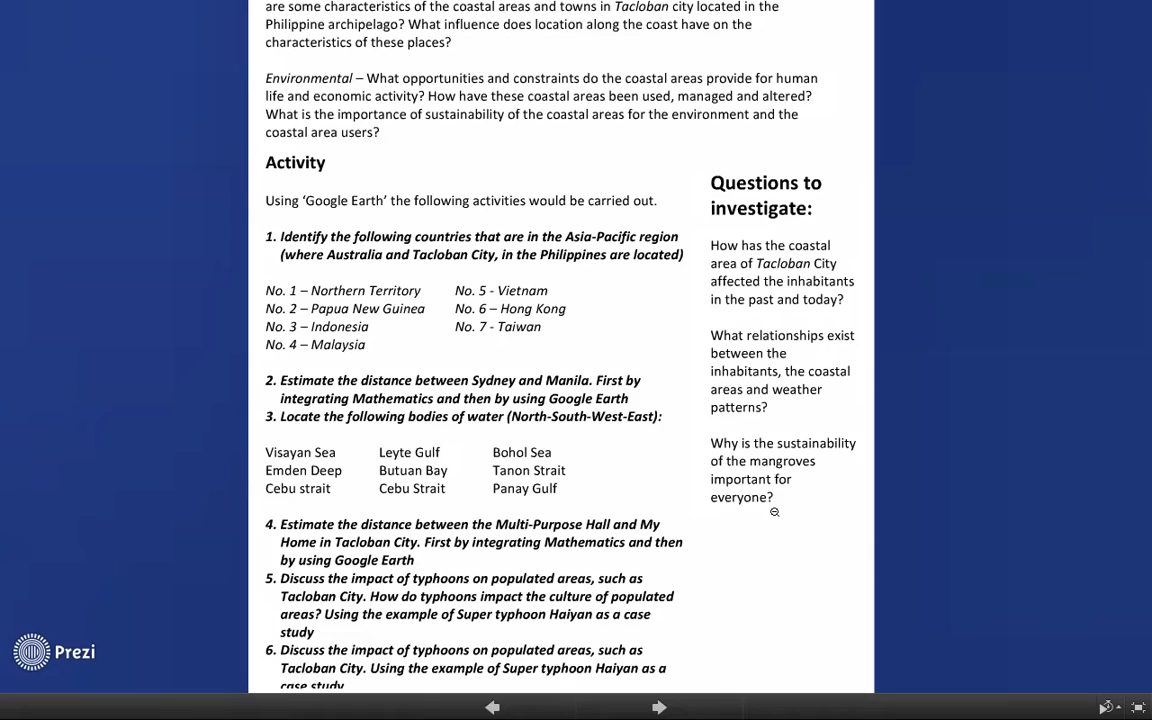 are some characteristics of the coastal areas and towns in Tacloban city located in the
Philippine archipelago? What influence does location along the coast have on the
characteristics of these places?
Environmental – What opportunities and constraints do the coastal areas provide for human
life and economic activity? How have these coastal areas been used, managed and altered?
What is the importance of sustainability of the coastal areas for the environment and the
coastal area users?
Activity
Using ‘Google Earth’ the following activities would be carried out.
1. Identify the following countries that are in the Asia-Pacific region
(where Australia and Tacloban City, in the Philippines are located)
No. 1 – Northern Territory
No. 2 – Papua New Guinea
No. 3 – Indonesia
No. 4 – Malaysia
No. 5 - Vietnam
No. 6 – Hong Kong
No. 7 - Taiwan
2. Estimate the distance between Sydney and Manila. First by
integrating Mathematics and then by using Google Earth
3. Locate the following bodies of water (North-South-West-East):
Visayan Sea Leyte Gulf Bohol Sea
Emden Deep Butuan Bay Tanon Strait
Cebu strait Cebu Strait Panay Gulf
4. Estimate the distance between the Multi-Purpose Hall and My
Home in Tacloban City. First by integrating Mathematics and then
by using Google Earth
5. Discuss the impact of typhoons on populated areas, such as
Tacloban City. How do typhoons impact the culture of populated
areas? Using the example of Super typhoon Haiyan as a case
study
6. Discuss the impact of typhoons on populated areas, such as
Tacloban City. Using the example of Super typhoon Haiyan as a
case study
Questions to
investigate:
How has the coastal
area of Tacloban City
affected the inhabitants
in the past and today?
What relationships exist
between the
inhabitants, the coastal
areas and weather
patterns?
Why is the sustainability
of the mangroves
important for
everyone?
Prezi